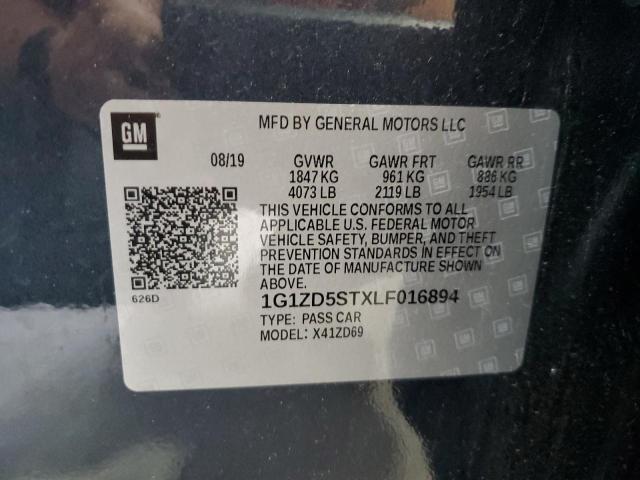 GM
MFD BY GENERAL MOTORS LLC
08/19 GVWR GAWR FRT GAWR RR
1847 KG 961 KG 886 KG
4073 LB 2119 LB 1954 LB
THIS VEHICLE CONFORMS TO ALL
APPLICABLE U.S. FEDERAL MOTOR
VEHICLE SAFETY, BUMPER, AND THEFT
PREVENTION STANDARDS IN EFFECT ON
THE DATE OF MANUFACTURE SHOWN
ABOVE.
626D
1G1ZD5STXLF016894
TYPE: PASS CAR
MODEL: X41ZD69